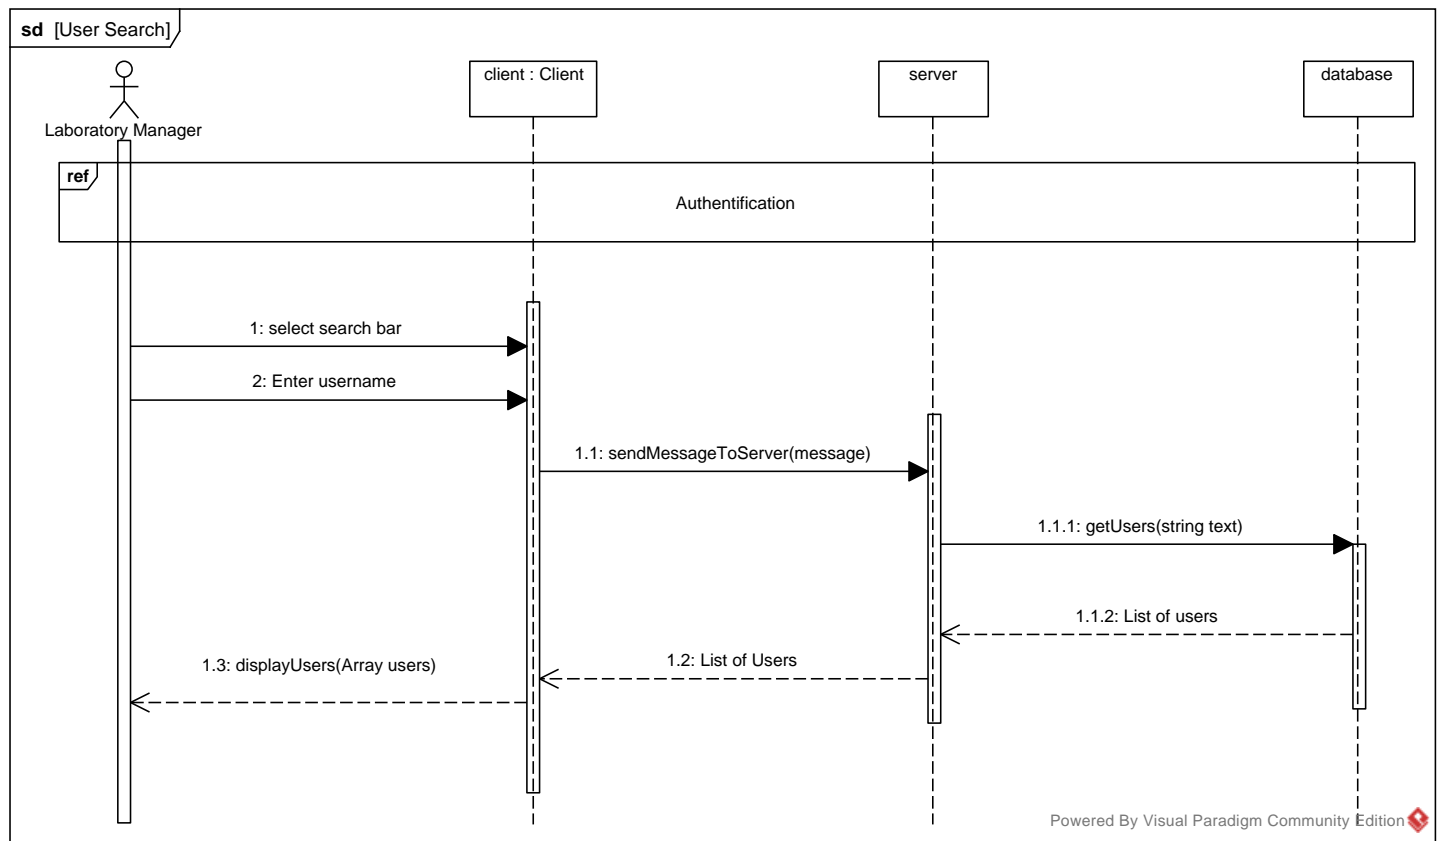 sd [User Search]
client : Client
server
database
Laboratory Manager
ref
Authentification
1: select search bar
2: Enter username
1.1: sendMessageToServer(message)
1.1.1: getUsers(string text)
1.1.2: List of users
1.2: List of Users
1.3: displayUsers(Array users)
Powered By Visual Paradigm Community Edition